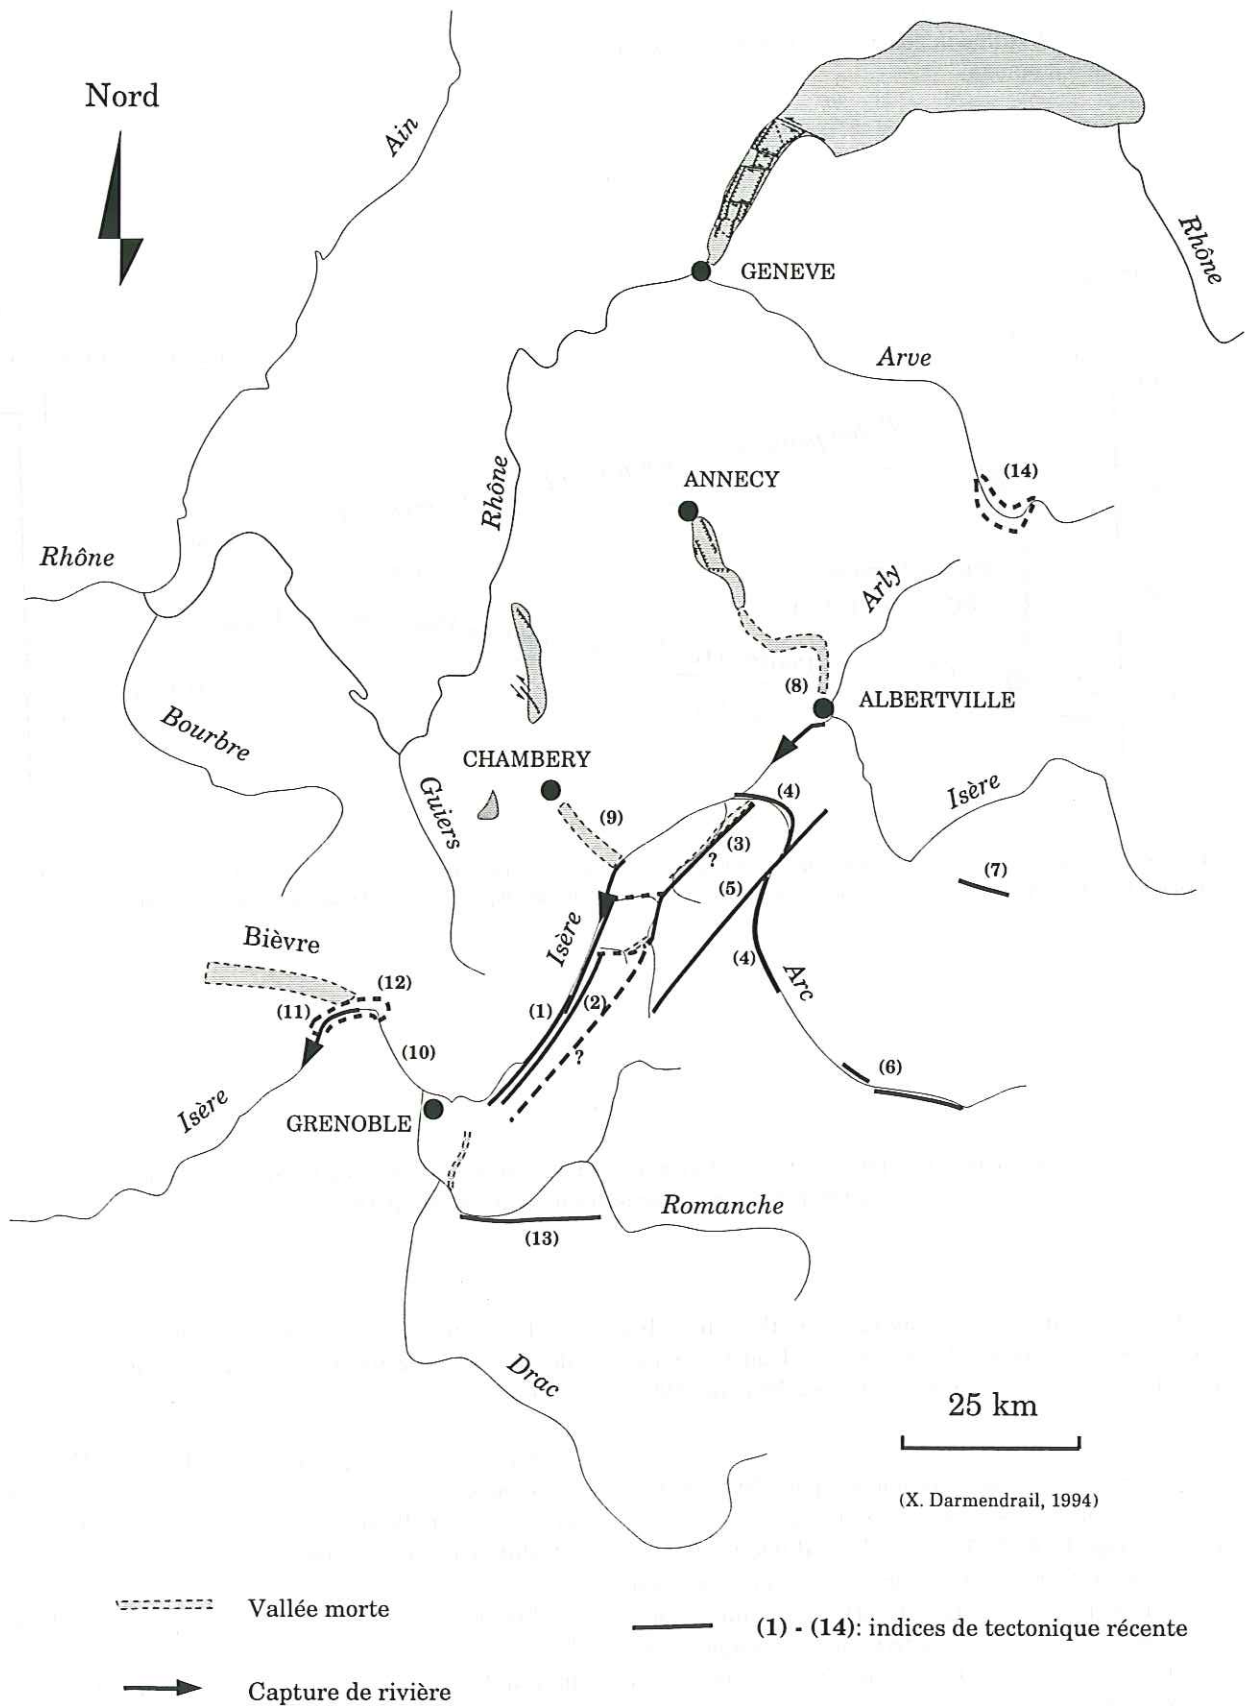 Nord
Ain
Rhône
GENEVE
Arve
Rhône
ANNECY
(14)
Rhône
Arly
(8)
ALBERTVILLE
Bourbre
CHAMBERY
Guiers
(9)
(4)
Isère
(3)
?
(5)
(7)
Bièvre
Isère
(12)
(11)
(4)
Arc
(1)
(2)
(10)
?
(6)
Isère
GRENOBLE
Romanche
(13)
Drac
25 km
(X. Darmendrail, 1994)
Vallée morte
(1) - (14): indices de tectonique récente
Capture de rivière